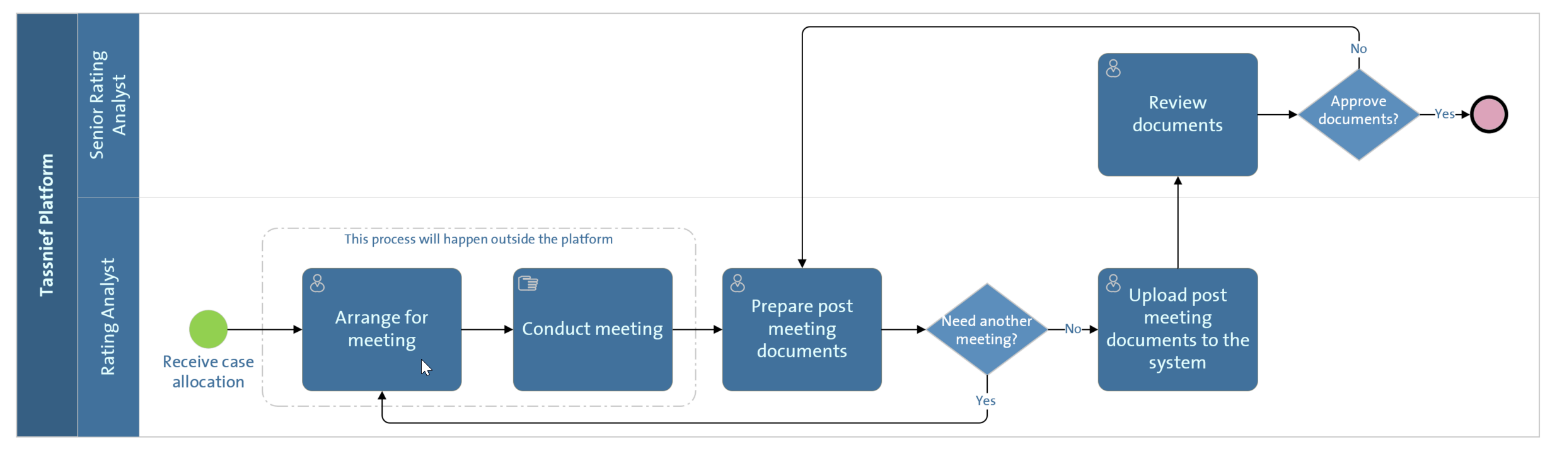 Tassnief Platform
Senior Rating
Analyst
No
Review
documents
Approve
documents?
Yes
Rating Analyst
This process will happen outside the platform
Receive case
allocation
Arrange for
meeting
Conduct meeting
Prepare post
meeting
documents
Need another
meeting?
No
Yes
Upload post
meeting
documents to the
system